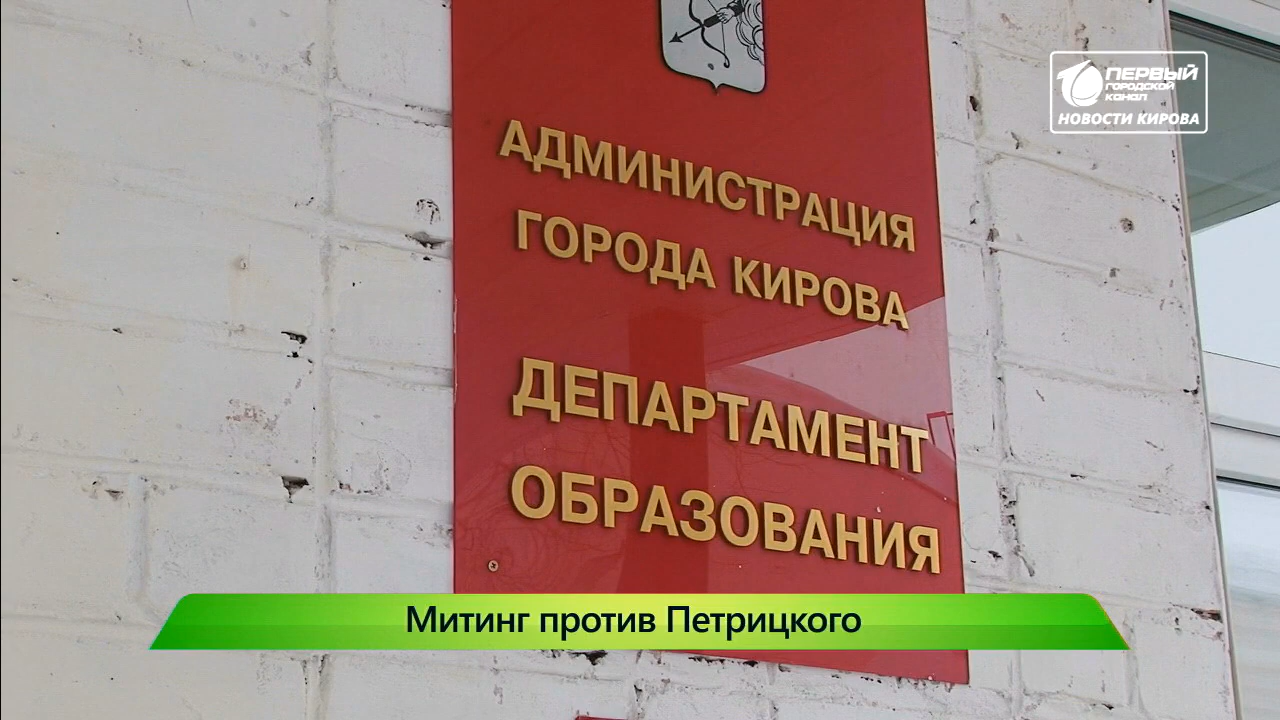 ПЕРВЫЙ
ГОРОДСКОЙ
КАНАЛ
НОВОСТИ КИРОВА
АДМИНИСТРАЦИЯ
ГОРОДА КИРОВА
ДЕПАРТАМЕНТ
ОБРАЗОВАНИЯ
Митинг против Петрицкого